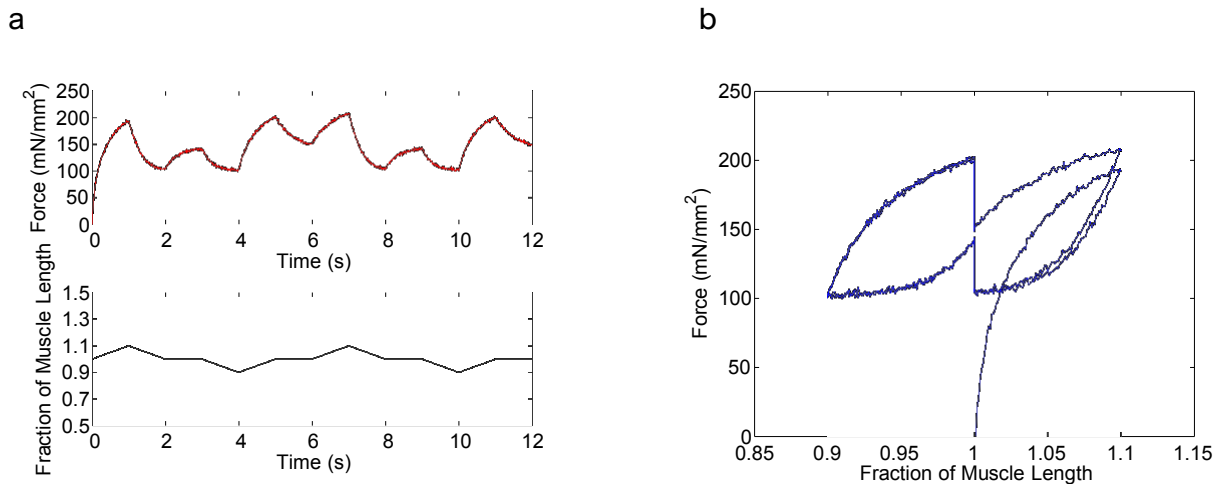 a
Force (mN/mm²)
250
200
150
100
50
0
0 2 4 6 8 10 12
Time (s)
Fraction of Muscle Length
1.5
1.3
1.1
0.9
0.7
0.5
0 2 4 6 8 10 12
Time (s)
b
Force (mN/mm²)
250
200
150
100
50
0
0.85 0.9 0.95 1 1.05 1.1 1.15
Fraction of Muscle Length